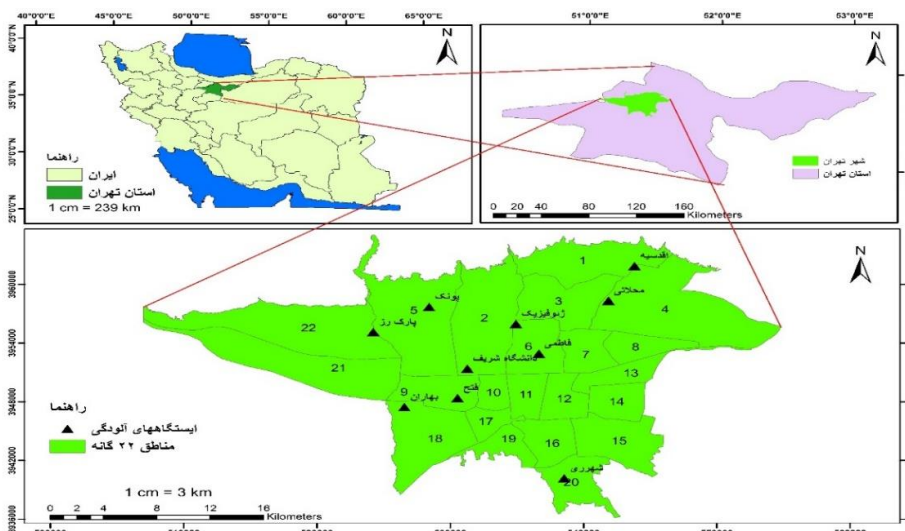 40°0'0"E 45°0'0"E 50°0'0"E 55°0'0"E 60°0'0"E 65°0'0"E
40°0'0"N
35°0'0"N
30°0'0"N
25°0'0"N
N
راهنما
ایران
استان تهران
1 cm = 239 km
51°0'0"E 52°0'0"E 53°0'0"E
N
شهر تهران
استان تهران
0 20 40 80 120 160
Kilometers
3960000
3954000
3948000
3942000
3936000
N
1
اقدسیه
محلاتی
4
3
پونک
5
2
ژئوفیزیک
22
پارک رز
6
فاطمی
7
8
21
دانشگاه شریف
13
9
فتح
10
11
12
14
بهاران
18
17
19
16
15
شهرری
20
راهنما
ایستگاههای آلودگی
مناطق ۲۲ گانه
1 cm = 3 km
0 2 4 8 12 16
Kilometers